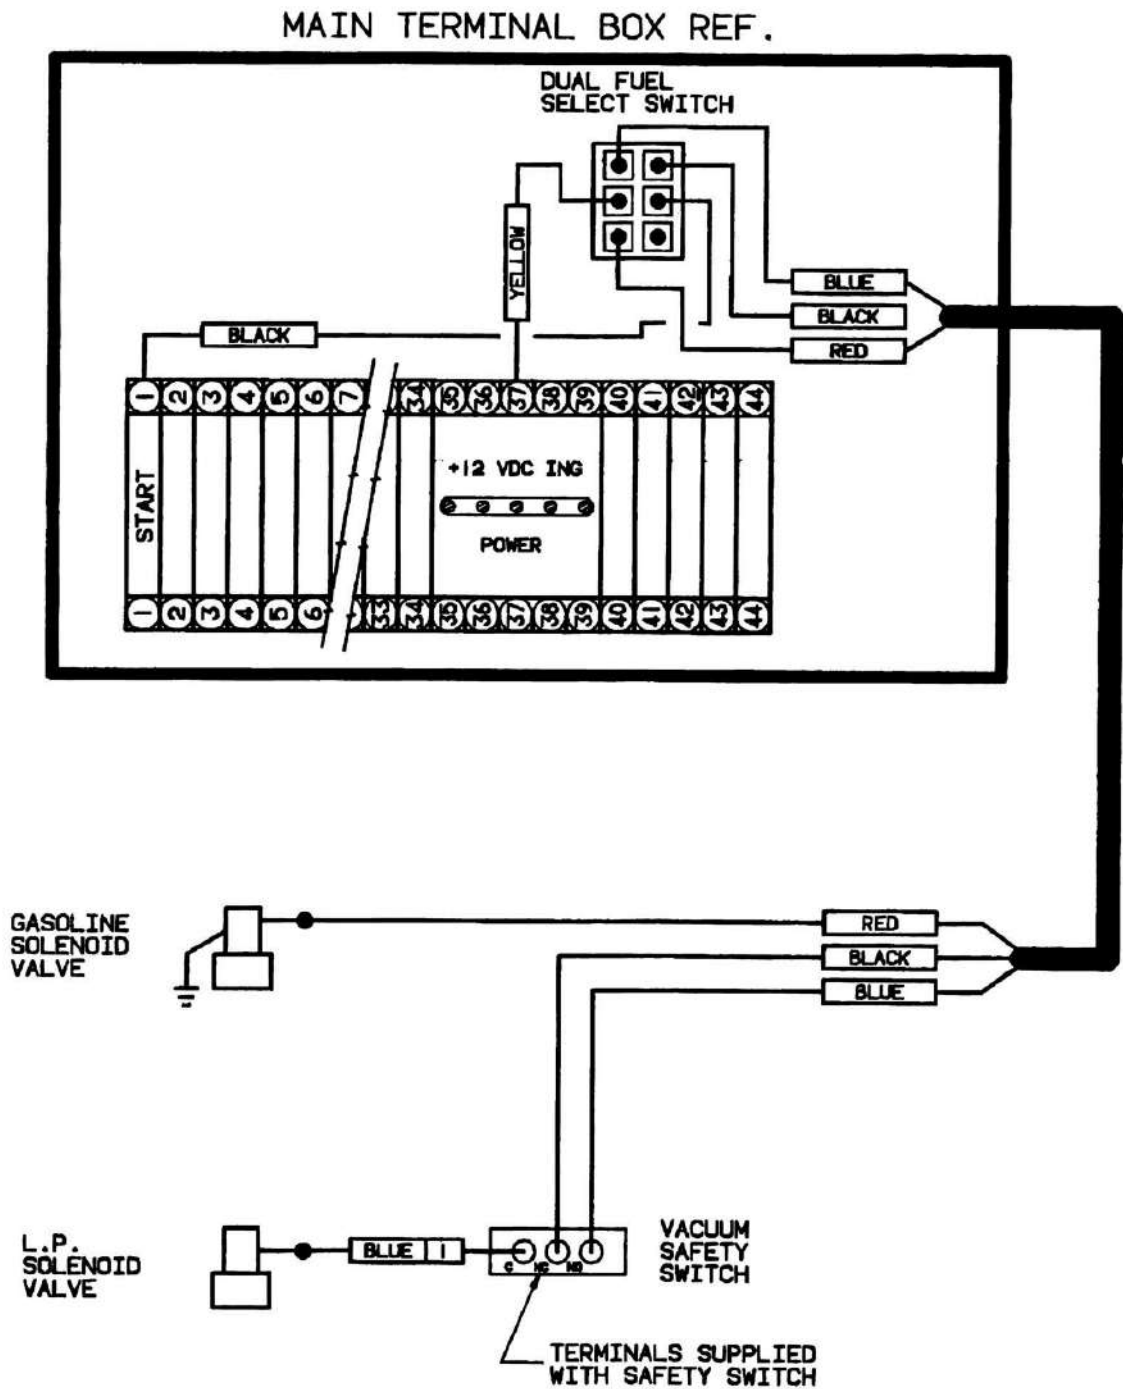 MAIN TERMINAL BOX REF.
DUAL FUEL
SELECT SWITCH
YELLOW
BLUE
BLACK
BLACK
RED
1 2 3 4 5 6 7 34 35 36 37 38 39 40 41 42 43 44
START
+12 VDC ING
POWER
1 2 3 4 5 6 33 34 35 36 37 38 39 40 41 42 43 44
GASOLINE
SOLENOID
VALVE
RED
BLACK
BLUE
L.P.
SOLENOID
VALVE
BLUE 1
C NC NO
VACUUM
SAFETY
SWITCH
TERMINALS SUPPLIED
WITH SAFETY SWITCH